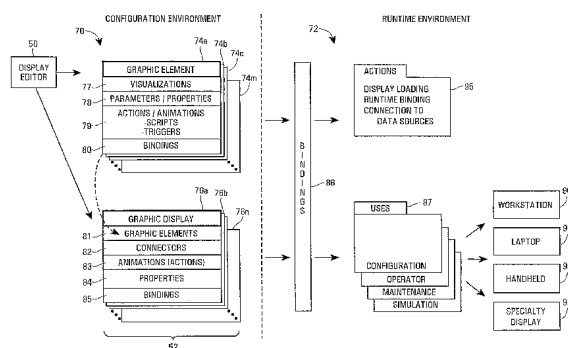 CONFIGURATION ENVIRONMENT
RUNTIME ENVIRONMENT
70
72
50
DISPLAY
EDITOR
74a
74b
74c
74m
GRAPHIC ELEMENT
77
VISUALIZATIONS
78
PARAMETERS / PROPERTIES
79
ACTIONS / ANIMATIONS
-SCRIPTS
-TRIGGERS
80
BINDINGS
76a
76b
76n
GRAPHIC DISPLAY
81
GRAPHIC ELEMENTS
82
CONNECTORS
83
ANIMATIONS (ACTIONS)
84
PROPERTIES
85
BINDINGS
52
BINDINGS
86
ACTIONS
DISPLAY LOADING
RUNTIME BINDING
CONNECTION TO
DATA SOURCES
95
USES
87
CONFIGURATION
OPERATOR
MAINTENANCE
SIMULATION
WORKSTATION
LAPTOP
HANDHELD
SPECIALTY
DISPLAY